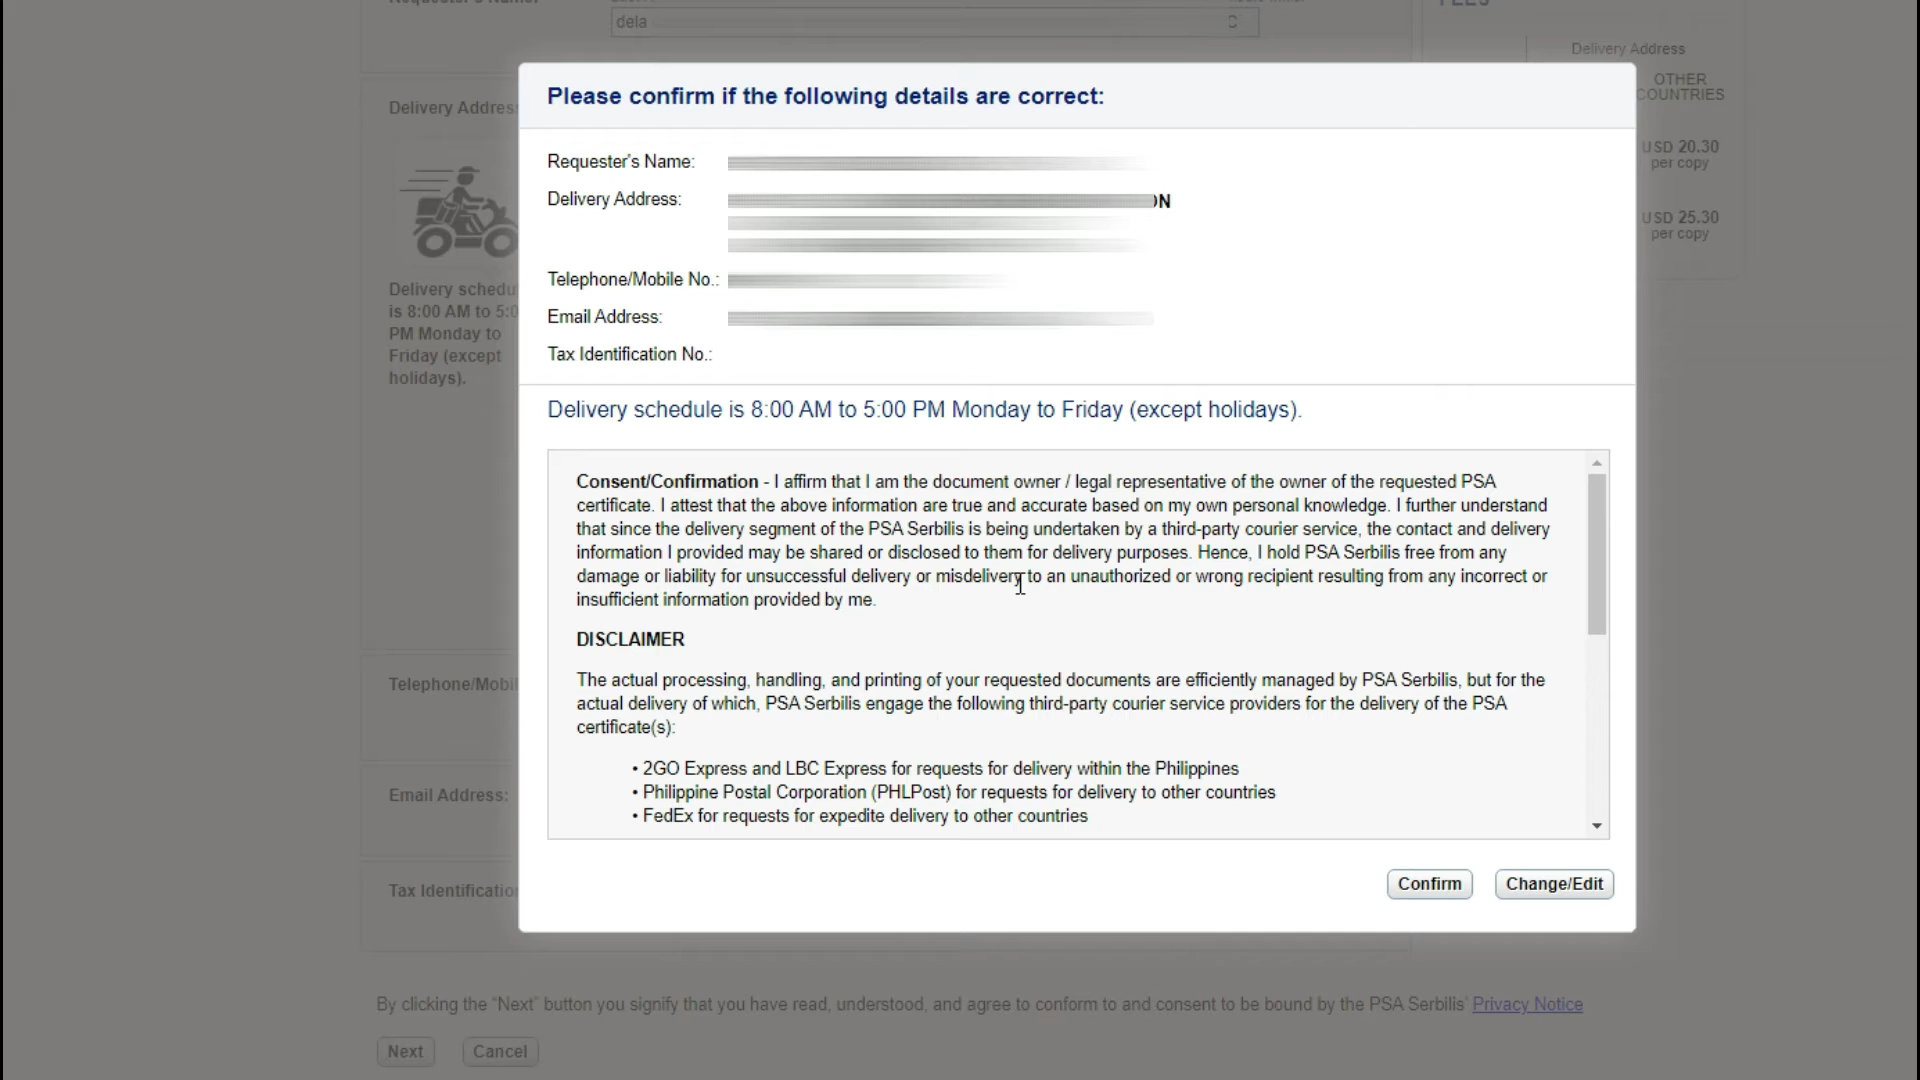 dela C
Delivery Address
OTHER
COUNTRIES
Please confirm if the following details are correct:
Delivery Addres
Requester's Name:
USD 20.30
per copy
Delivery Address: ON
USD 25.30
per copy
Telephone/Mobile No.:
Delivery schedu
is 8:00 AM to 5:0
PM Monday to
Friday (except
holidays).
Email Address:
Tax Identification No.:
Delivery schedule is 8:00 AM to 5:00 PM Monday to Friday (except holidays).
Consent/Confirmation - I affirm that I am the document owner / legal representative of the owner of the requested PSA
certificate. I attest that the above information are true and accurate based on my own personal knowledge. I further understand
that since the delivery segment of the PSA Serbilis is being undertaken by a third-party courier service, the contact and delivery
information I provided may be shared or disclosed to them for delivery purposes. Hence, I hold PSA Serbilis free from any
damage or liability for unsuccessful delivery or misdelivery to an unauthorized or wrong recipient resulting from any incorrect or
insufficient information provided by me.
DISCLAIMER
The actual processing, handling, and printing of your requested documents are efficiently managed by PSA Serbilis, but for the
actual delivery of which, PSA Serbilis engage the following third-party courier service providers for the delivery of the PSA
certificate(s):
• 2GO Express and LBC Express for requests for delivery within the Philippines
• Philippine Postal Corporation (PHLPost) for requests for delivery to other countries
• FedEx for requests for expedite delivery to other countries
Telephone/Mobil
Email Address:
Tax Identificatio
Confirm Change/Edit
By clicking the "Next" button you signify that you have read, understood, and agree to conform to and consent to be bound by the PSA Serbilis' Privacy Notice
Next Cancel